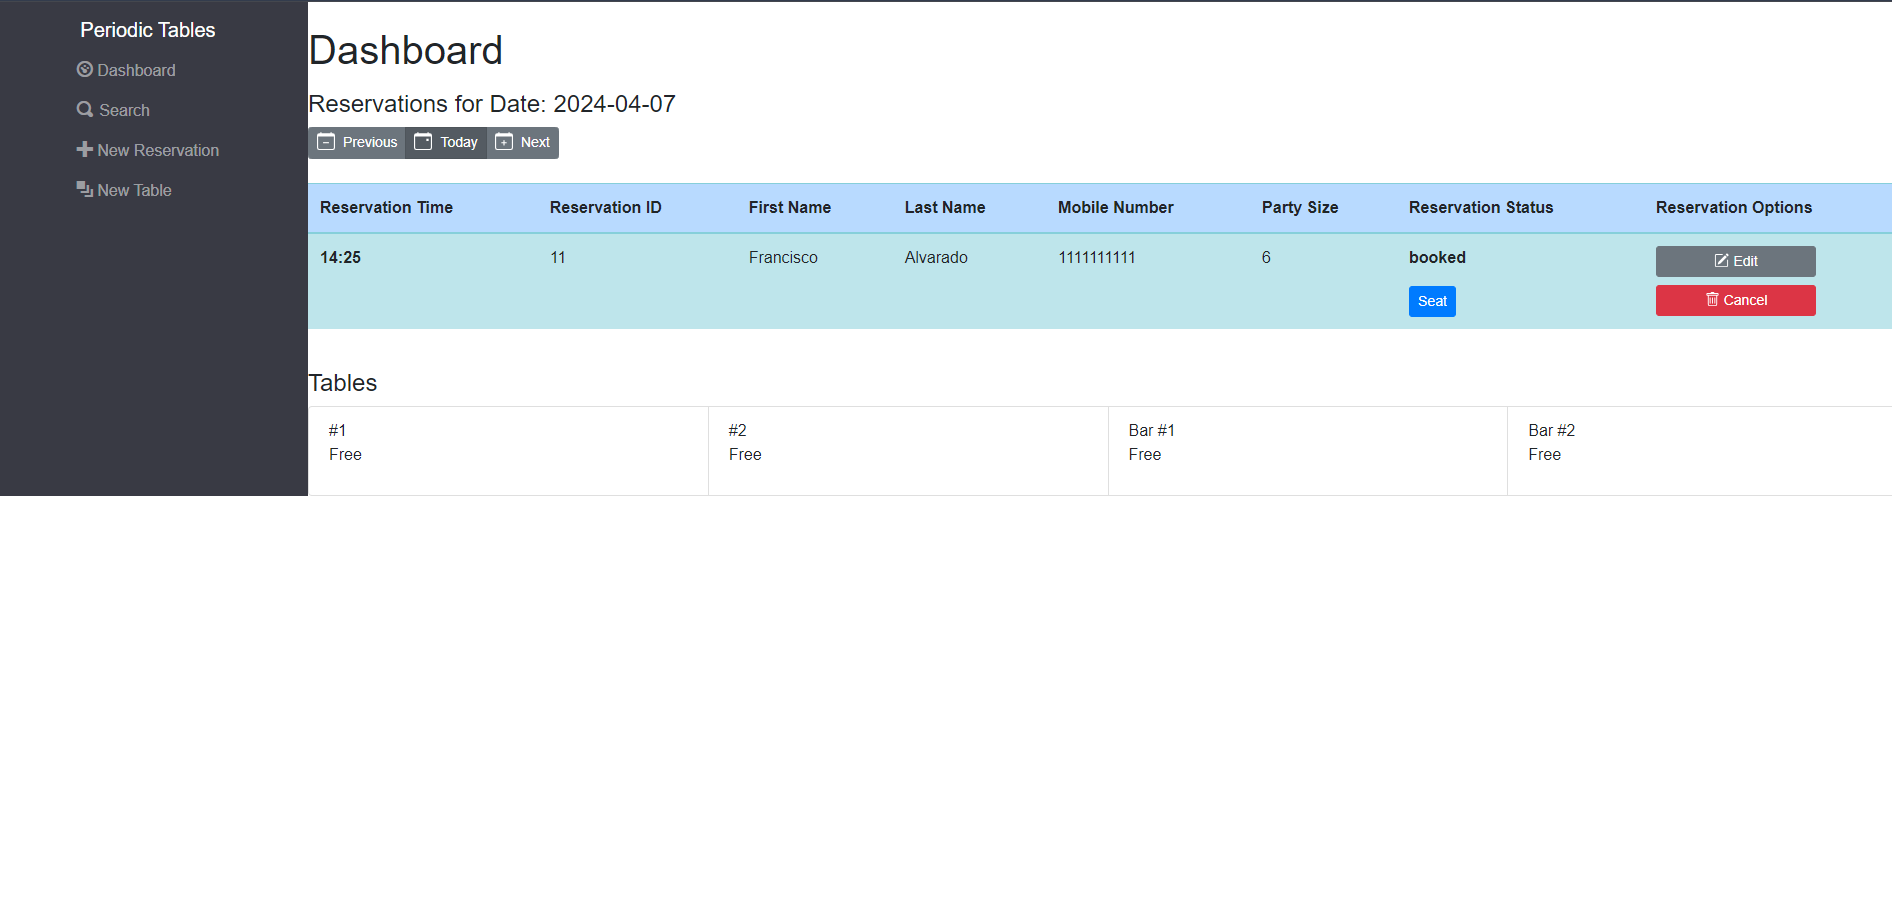 Periodic Tables
Dashboard
Search
New Reservation
New Table
Dashboard
Reservations for Date: 2024-04-07
Previous Today Next
Reservation Time Reservation ID First Name Last Name Mobile Number Party Size Reservation Status Reservation Options
14:25 11 Francisco Alvarado 1111111111 6 booked Edit
Seat Cancel
Tables
#1 #2 Bar #1 Bar #2
Free Free Free Free